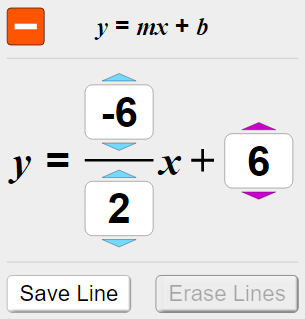 y = mx + b
y = -6/2 x + 6
Save Line Erase Lines